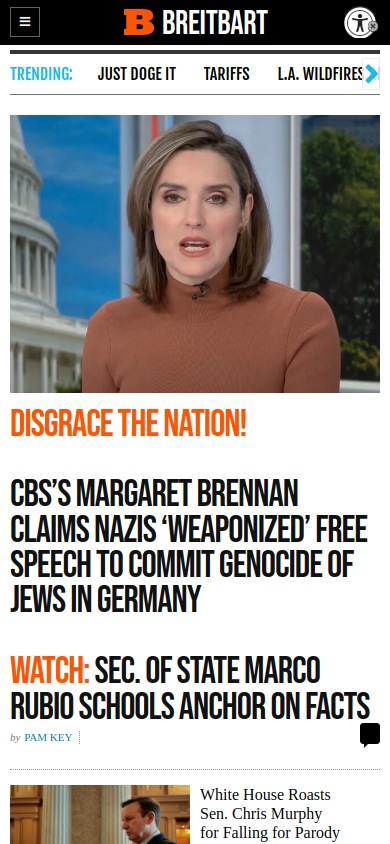 B BREITBART
TRENDING: JUST DOGE IT TARIFFS L.A. WILDFIRES
DISGRACE THE NATION!
CBS'S MARGARET BRENNAN
CLAIMS NAZIS ‘WEAPONIZED’ FREE
SPEECH TO COMMIT GENOCIDE OF
JEWS IN GERMANY
WATCH: SEC. OF STATE MARCO
RUBIO SCHOOLS ANCHOR ON FACTS
by PAM KEY
White House Roasts
Sen. Chris Murphy
for Falling for Parody